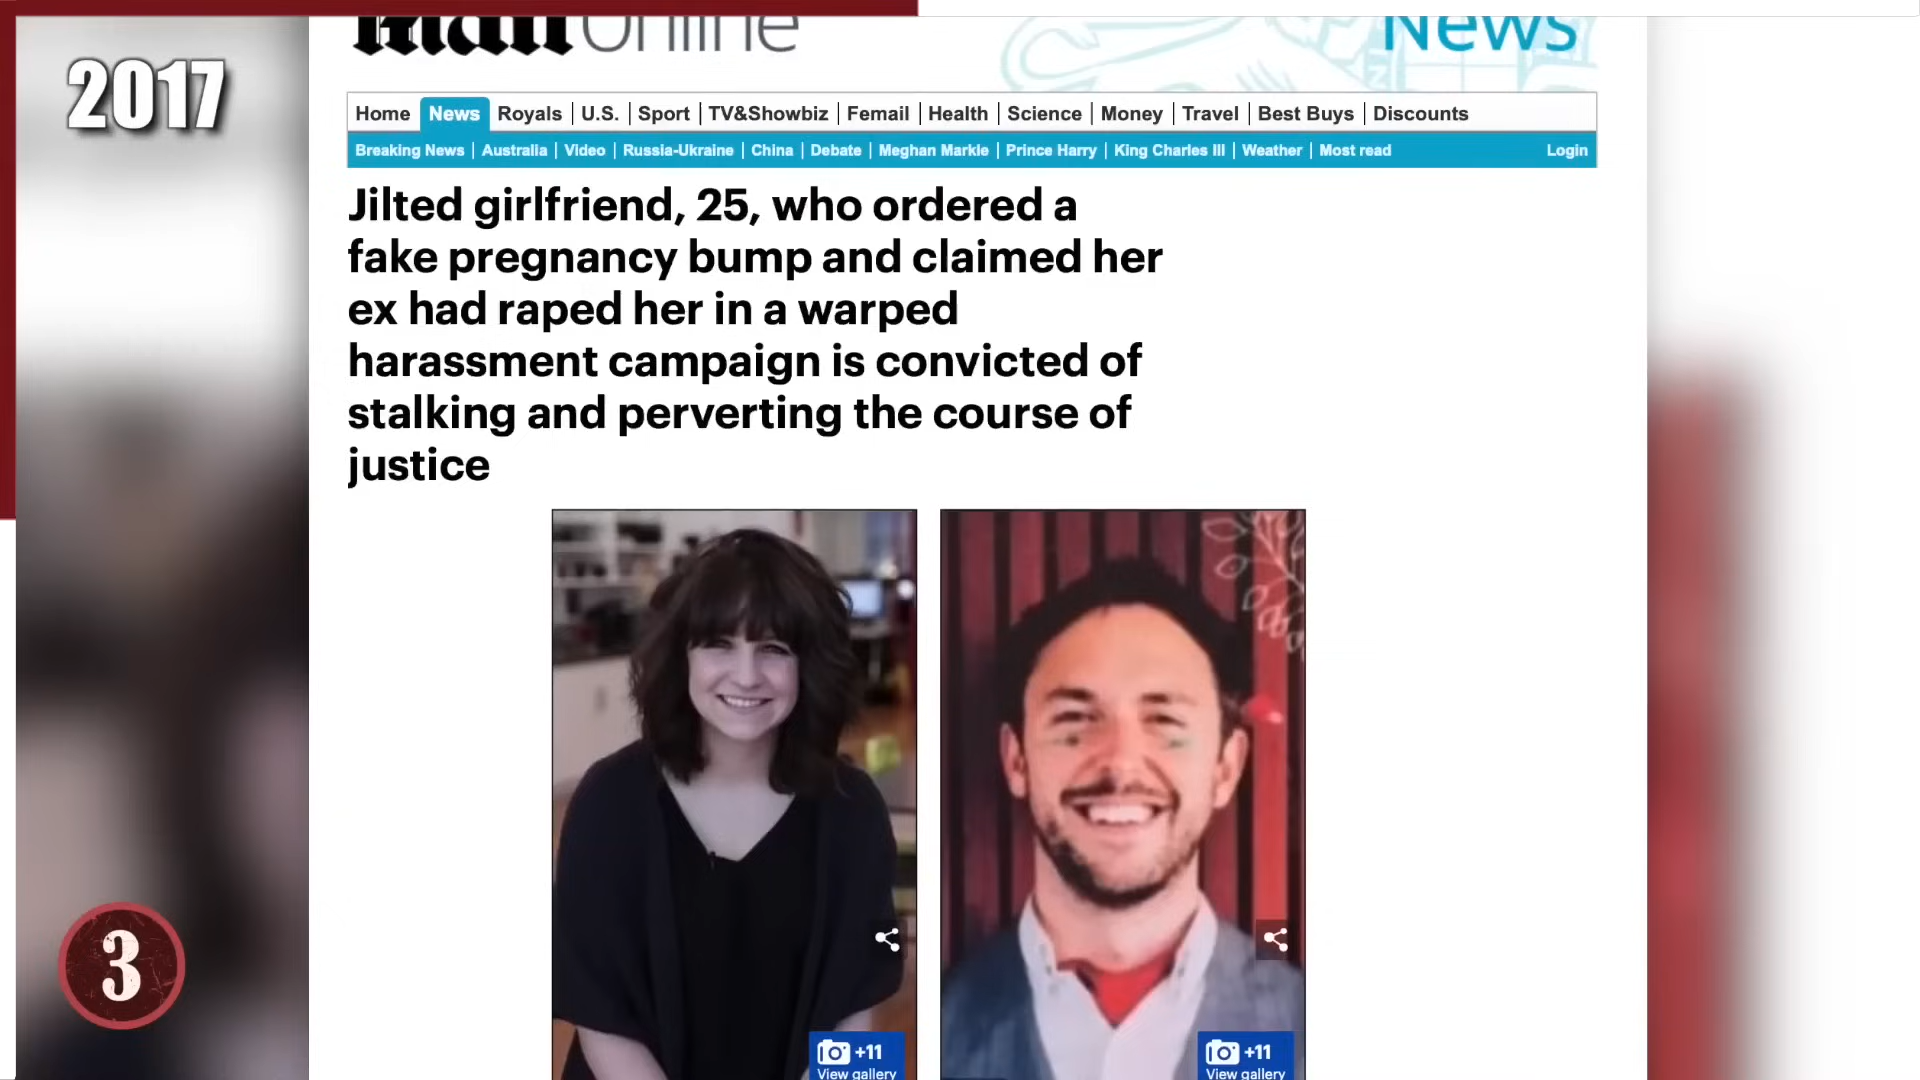 2017
Mail Online
News
Home News Royals U.S. Sport TV&Showbiz Femail Health Science Money Travel Best Buys Discounts
Breaking News Australia Video Russia-Ukraine China Debate Meghan Markle Prince Harry King Charles III Weather Most read Login
Jilted girlfriend, 25, who ordered a
fake pregnancy bump and claimed her
ex had raped her in a warped
harassment campaign is convicted of
stalking and perverting the course of
justice
+11
View gallery
+11
View gallery
3